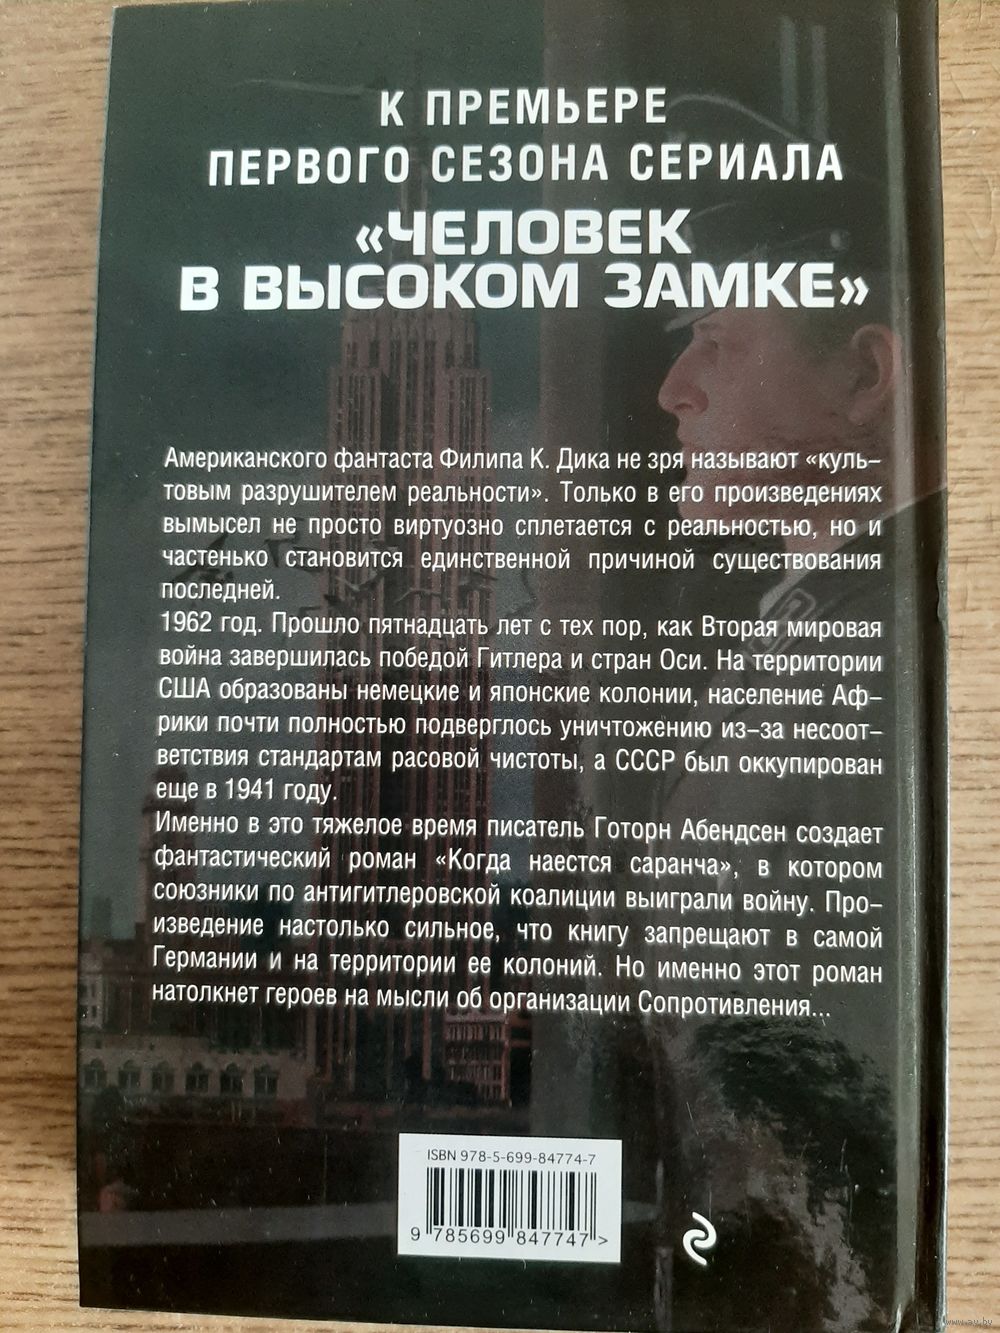 К ПРЕМЬЕРЕ
ПЕРВОГО СЕЗОНА СЕРИАЛА
«ЧЕЛОВЕК
В ВЫСОКОМ ЗАМКЕ»
Американского фантаста Филипа К. Дика не зря называют «куль-
товым разрушителем реальности». Только в его произведениях
вымысел не просто виртуозно сплетается с реальностью, но и
частенько становится единственной причиной существования
последней.
1962 год. Прошло пятнадцать лет с тех пор, как Вторая мировая
война завершилась победой Гитлера и стран Оси. На территории
США образованы немецкие и японские колонии, население Аф-
рики почти полностью подверглось уничтожению из-за несоот-
ветствия стандартам расовой чистоты, а СССР был оккупирован
еще в 1941 году.
Именно в это тяжелое время писатель Готорн Абендсен создает
фантастический роман «Когда наестся саранча», в котором
союзники по антигитлеровской коалиции выиграли войну. Про-
изведение настолько сильное, что книгу запрещают в самой
Германии и на территории ее колоний. Но именно этот роман
натолкнет героев на мысли об организации Сопротивления...
ISBN 978-5-699-84774-7
9 785699 847747 >
www.ay.by